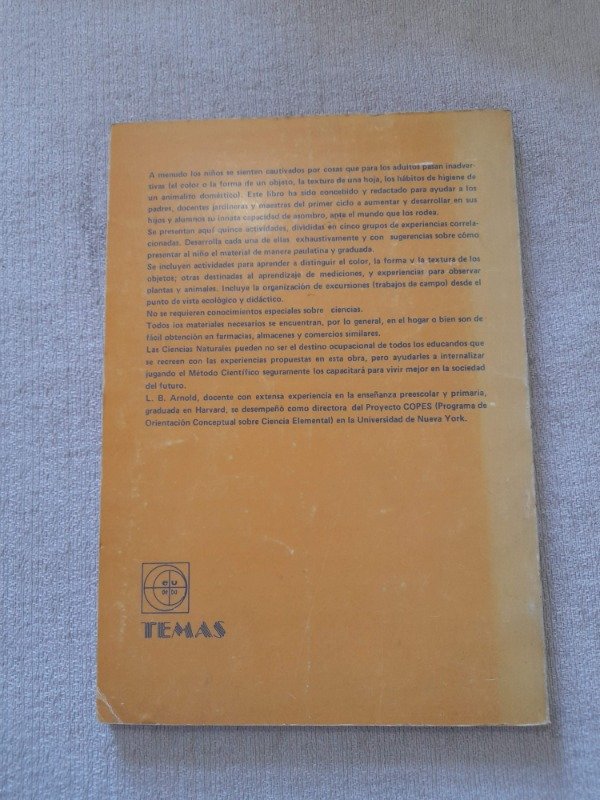 A menudo los niños se sienten cautivados por cosas que para los adultos pasan inadver-
tivas (el color o la forma de un objeto, la textura de una hoja, los hábitos de higiene de
un animalito doméstico). Este libro ha sido concebido y redactado para ayudar a los
padres, docentes jardineras y maestras del primer ciclo a aumentar y desarrollar en sus
hijos y alumnos su innata capacidad de asombro, ante el mundo que los rodea.
Se presentan aquí quince actividades, divididas en cinco grupos de experiencias correla-
cionadas. Desarrolla cada una de ellas exhaustivamente y con sugerencias sobre cómo
presentar al niño el material de manera paulatina y graduada.
Se incluyen actividades para aprender a distinguir el color, la forma y la textura de los
objetos; otras destinadas al aprendizaje de mediciones, y experiencias para observar
plantas y animales. Incluye la organización de excursiones (trabajos de campo) desde el
punto de vista ecológico y didáctico.
No se requieren conocimientos especiales sobre ciencias.
Todos los materiales necesarios se encuentran, por lo general, en el hogar o bien son de
fácil obtención en farmacias, almacenes y comercios similares.
Las Ciencias Naturales pueden no ser el destino ocupacional de todos los educandos que
se recreen con las experiencias propuestas en esta obra, pero ayudarles a internalizar
jugando el Método Científico seguramente los capacitará para vivir mejor en la sociedad
del futuro.
L. B. Arnold, docente con extensa experiencia en la enseñanza preescolar y primaria,
graduada en Harvard, se desempeñó como directora del Proyecto COPES (Programa de
Orientación Conceptual sobre Ciencia Elemental) en la Universidad de Nueva York.
TEMAS